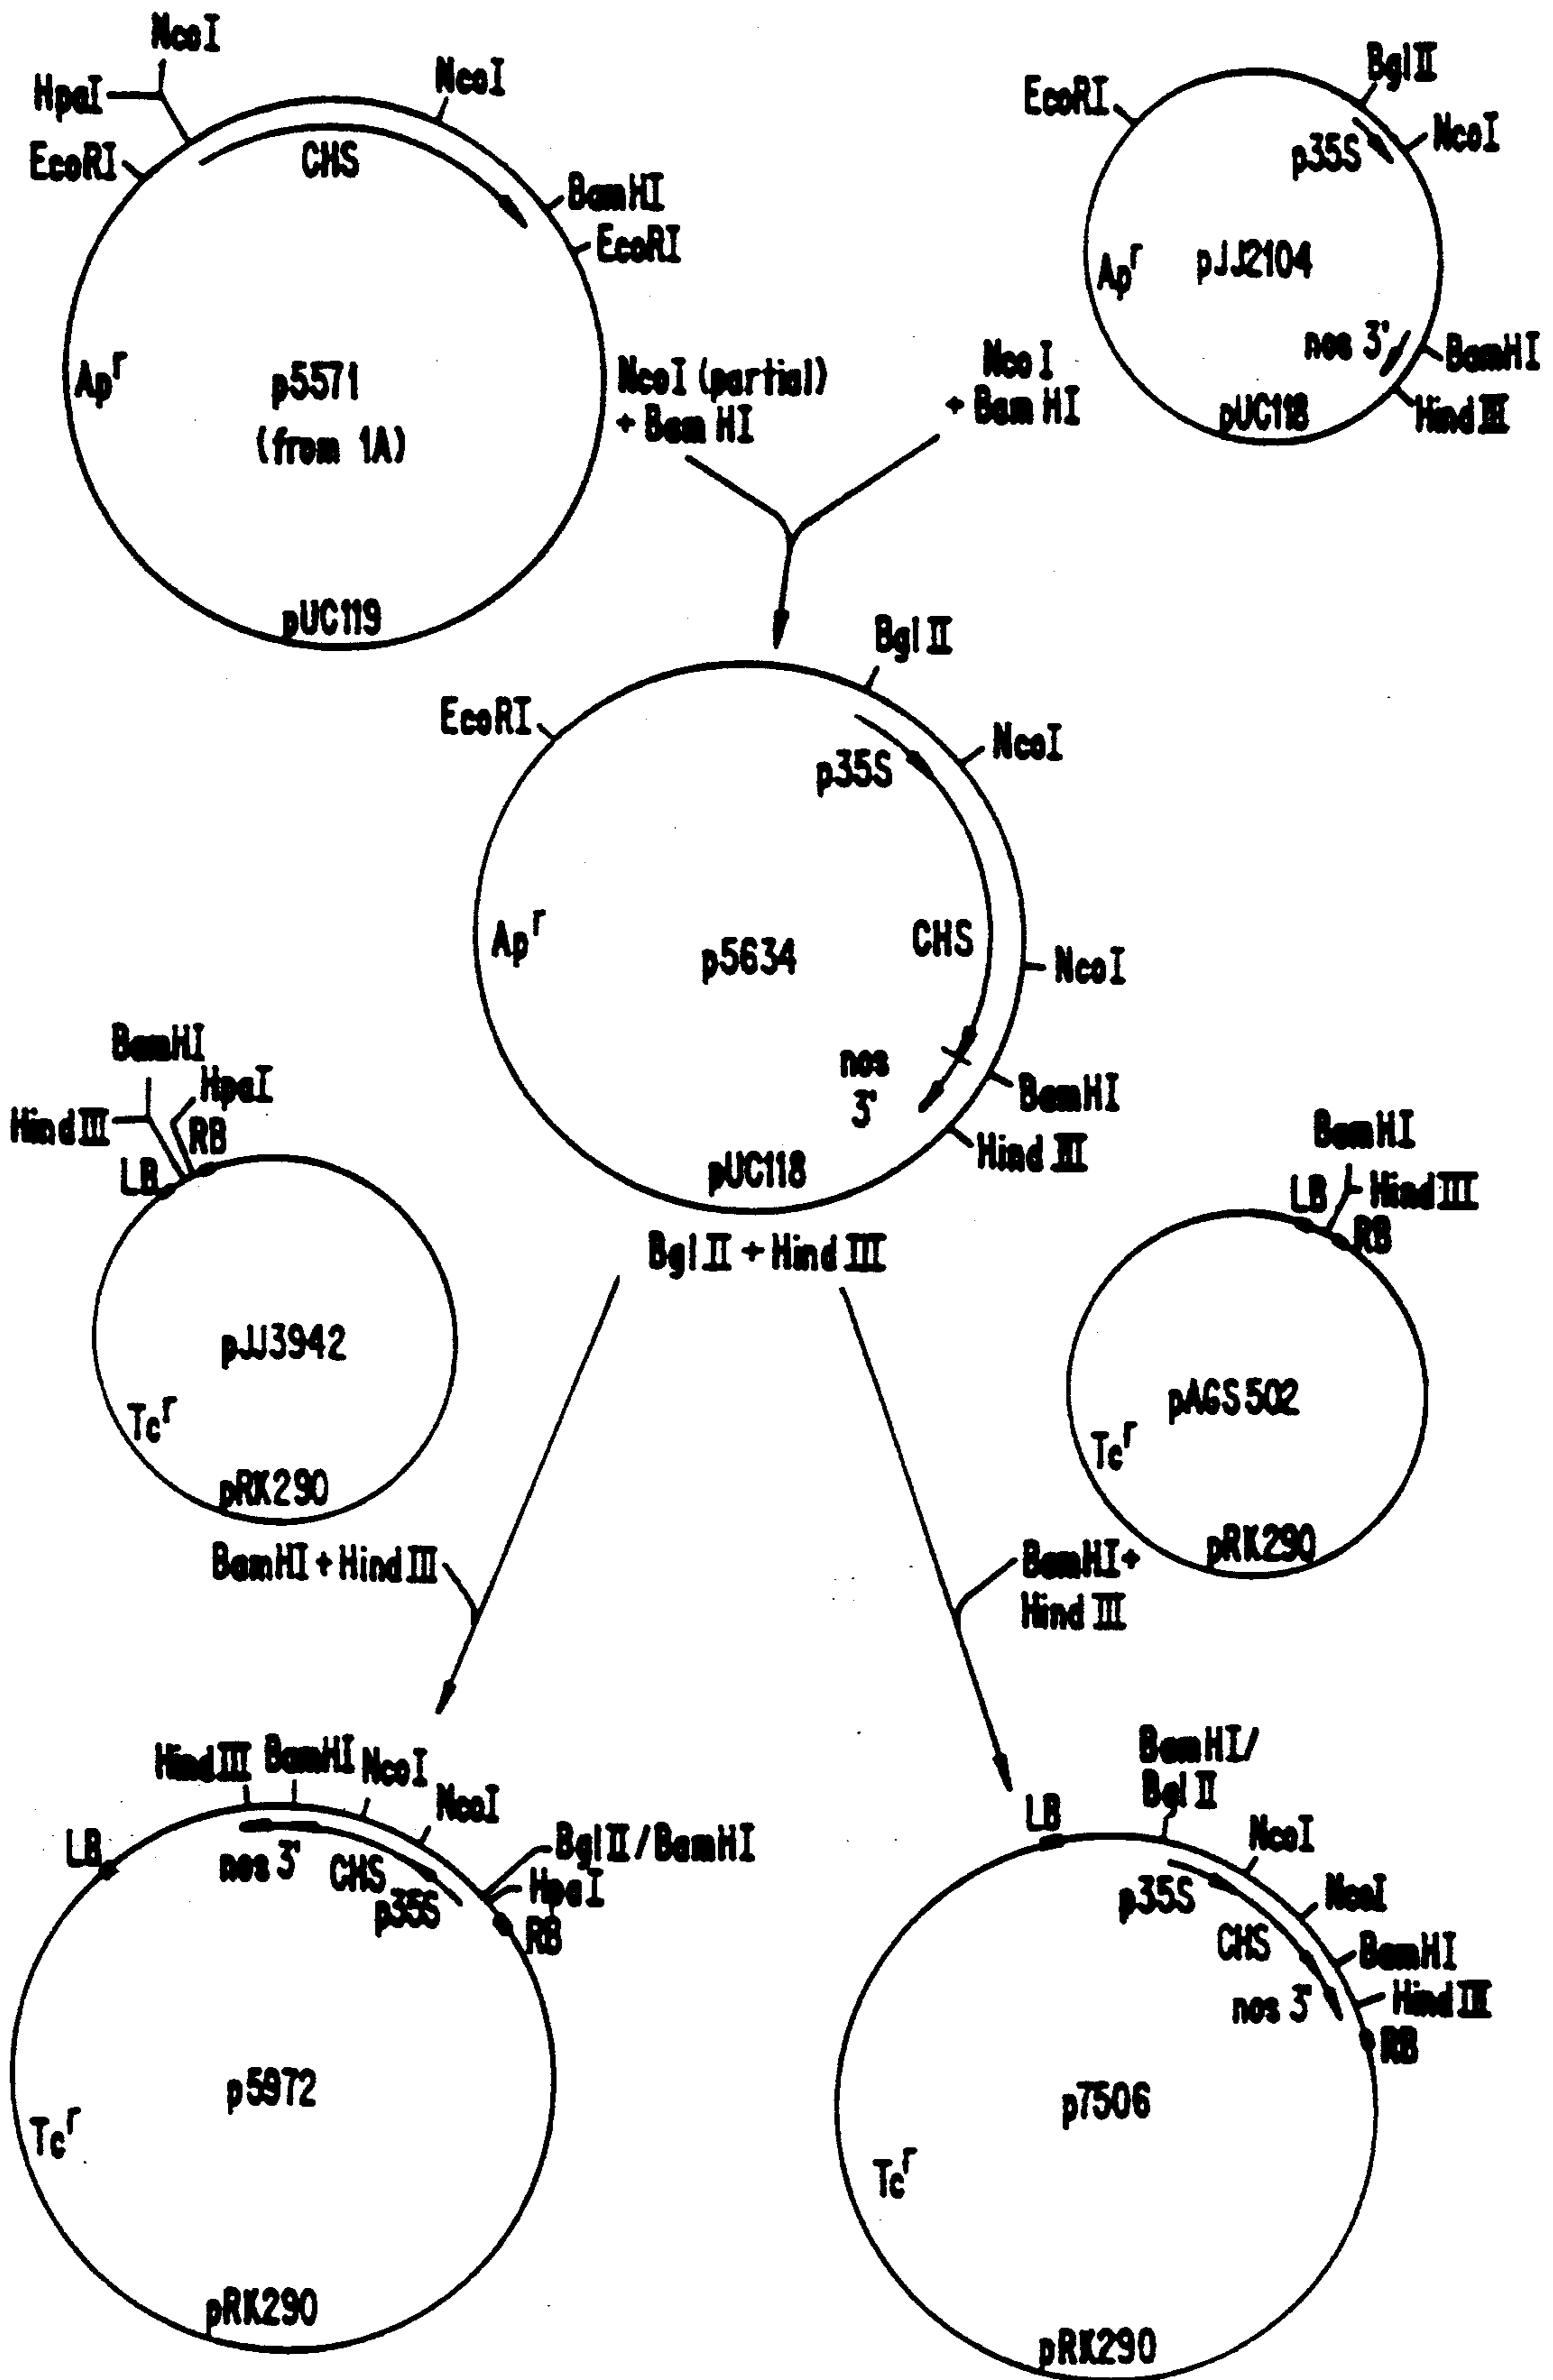 NcoI
HpaI
EcoRI
NcoI
CHS
BamHI
EcoRI
Ap^r
p5571
(from 1A)
pUC119
BglII
EcoRI
NcoI
p35S
Ap^r
pJJ2104
nos 3'
BamHI
HindIII
pUC118
NcoI (partial)
+ Bam HI
NcoI
+ Bam HI
BglII
EcoRI
NcoI
p35S
Ap^r
p5634
CHS
NcoI
nos
3'
BamHI
Hind III
pUC118
BamHI
HpaI
HindIII
RB
LB
pJJ3942
Tc^r
pRK290
BglII + Hind III
BamHI
LB
HindIII
RB
pAGS502
Tc^r
pRK290
BamHI+HindIII
BamHI+
Hind III
HindIII
BamHI
NcoI
NcoI
LB
BglII/BamHI
nos 3'
CHS
HpaI
p35S
RB
p5972
Tc^r
pRK290
BamHI/
BglII
LB
NcoI
p35S
NcoI
CHS
BamHI
nos 3'
HindIII
RB
p7506
Tc^r
pRK290